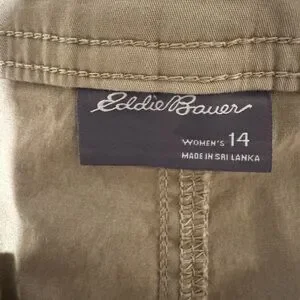 Eddie Bauer
WOMEN'S 14
MADE IN SRI LANKA